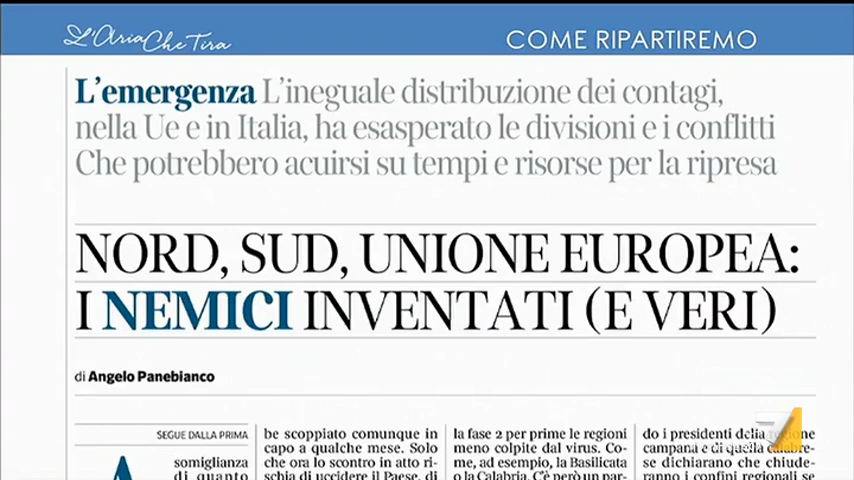 L'Aria Che Tira
COME RIPARTIREMO
L'emergenza L'ineguale distribuzione dei contagi,
nella Ue e in Italia, ha esasperato le divisioni e i conflitti
Che potrebbero acuirsi su tempi e risorse per la ripresa
NORD, SUD, UNIONE EUROPEA:
I NEMICI INVENTATI (E VERI)
di Angelo Panebianco
SEGUE DALLA PRIMA
A
somiglianza
di quanto
be scoppiato comunque in
capo a qualche mese. Solo
che ora lo scontro in atto ri-
schia di uccidere il Paese, di
la fase 2 per prime le regioni
meno colpite dal virus. Co-
me, ad esempio, la Basilicata
o la Calabria. C'è però un par-
do i presidenti della regione
campana e di quella calabre-
se dichiarano che chiude-
ranno i confini regionali se